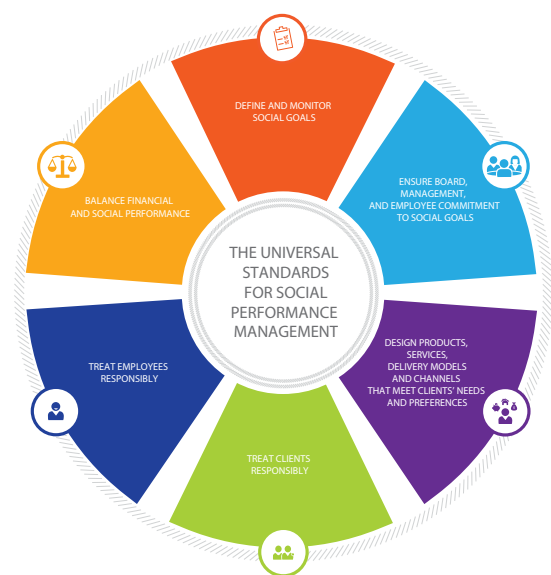 DEFINE AND MONITOR
SOCIAL GOALS
ENSURE BOARD,
MANAGEMENT,
AND EMPLOYEE COMMITMENT
TO SOCIAL GOALS
BALANCE FINANCIAL
AND SOCIAL PERFORMANCE
THE UNIVERSAL
STANDARDS
FOR SOCIAL
PERFORMANCE
MANAGEMENT
DESIGN PRODUCTS,
SERVICES,
DELIVERY MODELS
AND CHANNELS
THAT MEET CLIENTS' NEEDS
AND PREFERENCES
TREAT EMPLOYEES
RESPONSIBLY
TREAT CLIENTS
RESPONSIBLY